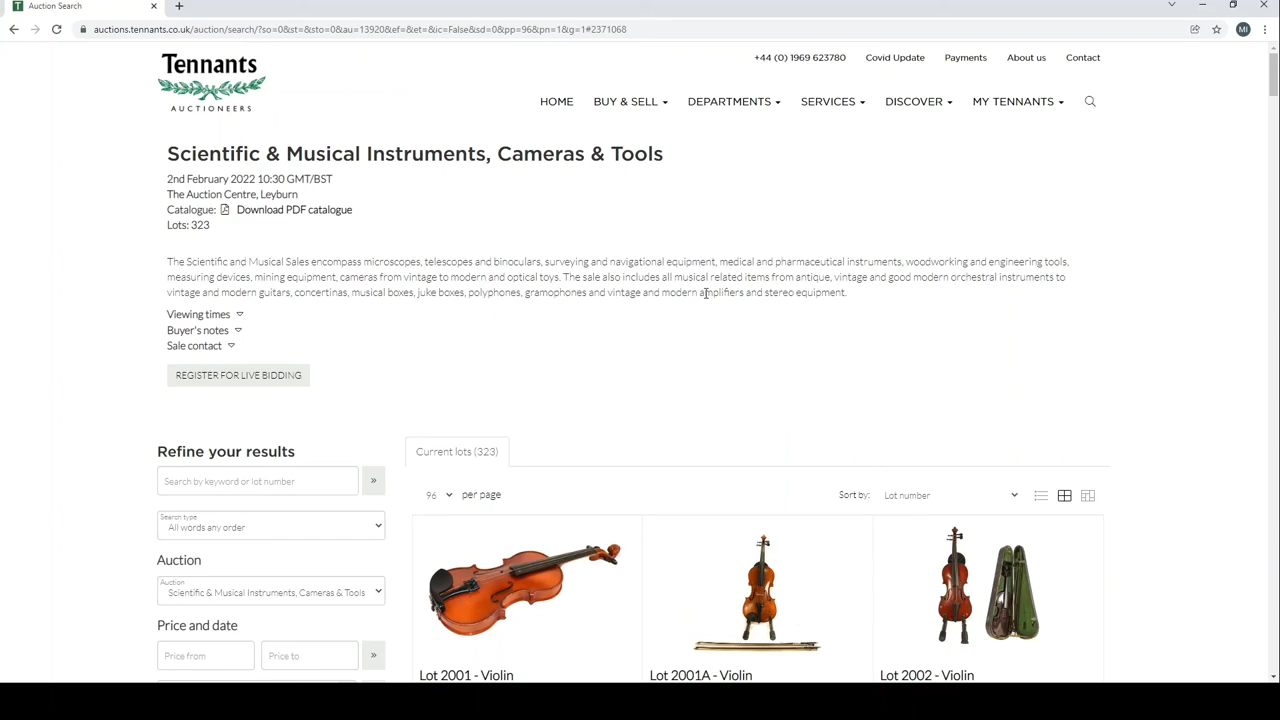 Auction Search
auctions.tennants.co.uk/auction/search/?so=0&st=&sto=0&au=13920&ef=&et=&ic=False&sd=0&pp=96&pn=1&g=1#2371068
MI
Tennants
AUCTIONEERS
+44 (0) 1969 623780 Covid Update Payments About us Contact
HOME BUY & SELL DEPARTMENTS SERVICES DISCOVER MY TENNANTS
Scientific & Musical Instruments, Cameras & Tools
2nd February 2022 10:30 GMT/BST
The Auction Centre, Leyburn
Catalogue: Download PDF catalogue
Lots: 323
The Scientific and Musical Sales encompass microscopes, telescopes and binoculars, surveying and navigational equipment, medical and pharmaceutical instruments, woodworking and engineering tools,
measuring devices, mining equipment, cameras from vintage to modern and optical toys. The sale also includes all musical related items from antique, vintage and good modern orchestral instruments to
vintage and modern guitars, concertinas, musical boxes, juke boxes, polyphones, gramophones and vintage and modern amplifiers and stereo equipment.
Viewing times
Buyer's notes
Sale contact
REGISTER FOR LIVE BIDDING
Refine your results
Current lots (323)
Search by keyword or lot number »
96 per page Sort by: Lot number
Search type
All words any order
Auction
Auction
Scientific & Musical Instruments, Cameras & Tools
Price and date
Price from Price to »
Lot 2001 - Violin Lot 2001A - Violin Lot 2002 - Violin